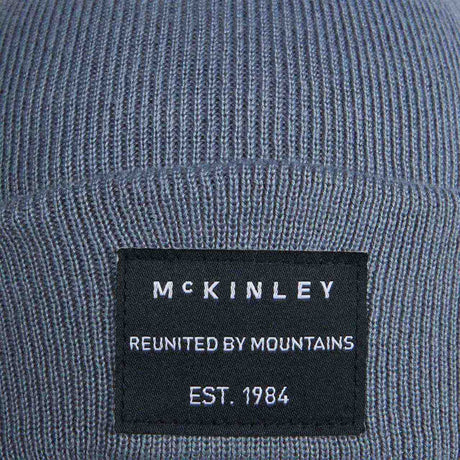 McKINLEY
REUNITED BY MOUNTAINS
EST. 1984